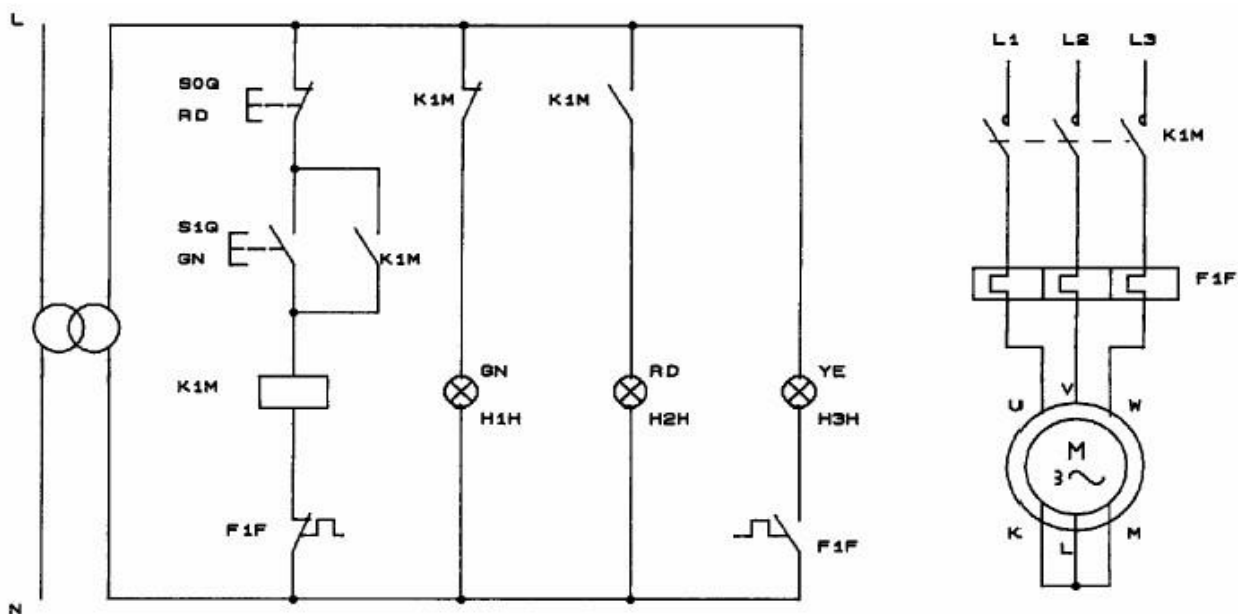 L
S0Q
RD
K1M
K1M
S1Q
GN
K1M
K1M
GN
H1H
RD
H2H
YE
H3H
F1F
F1F
N
L1 L2 L3
K1M
F1F
U V W
M
3
K L M